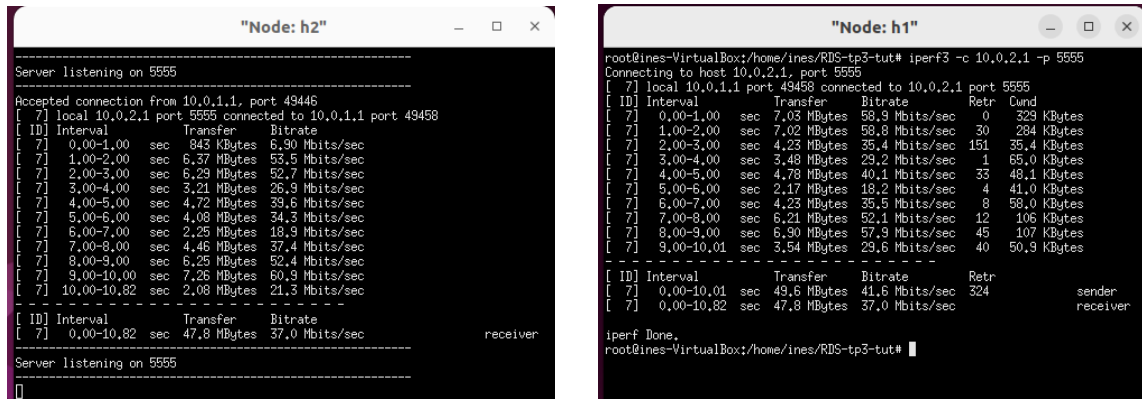 "Node: h2"
------------------------------------------------------------
Server listening on 5555
------------------------------------------------------------
Accepted connection from 10.0.1.1, port 49446
[  7] local 10.0.2.1 port 5555 connected to 10.0.1.1 port 49458
[ ID] Interval           Transfer     Bitrate
[  7]   0.00-1.00   sec   843 KBytes  6.90 Mbits/sec
[  7]   1.00-2.00   sec  6.37 MBytes  53.5 Mbits/sec
[  7]   2.00-3.00   sec  6.29 MBytes  52.7 Mbits/sec
[  7]   3.00-4.00   sec  3.21 MBytes  26.9 Mbits/sec
[  7]   4.00-5.00   sec  4.72 MBytes  39.6 Mbits/sec
[  7]   5.00-6.00   sec  4.08 MBytes  34.3 Mbits/sec
[  7]   6.00-7.00   sec  2.25 MBytes  18.9 Mbits/sec
[  7]   7.00-8.00   sec  4.46 MBytes  37.4 Mbits/sec
[  7]   8.00-9.00   sec  6.25 MBytes  52.4 Mbits/sec
[  7]   9.00-10.00  sec  7.26 MBytes  60.9 Mbits/sec
[  7]  10.00-10.82  sec  2.08 MBytes  21.3 Mbits/sec
- - - - - - - - - - - - - - - - - - - - - - - - -
[ ID] Interval           Transfer     Bitrate
[  7]   0.00-10.82  sec  47.8 MBytes  37.0 Mbits/sec                  receiver
------------------------------------------------------------
Server listening on 5555
------------------------------------------------------------
"Node: h1"
root@ines-VirtualBox:/home/ines/RDS-tp3-tut# iperf3 -c 10.0.2.1 -p 5555
Connecting to host 10.0.2.1, port 5555
[  7] local 10.0.1.1 port 49458 connected to 10.0.2.1 port 5555
[ ID] Interval           Transfer     Bitrate         Retr  Cwnd
[  7]   0.00-1.00   sec  7.03 MBytes  58.9 Mbits/sec    0    329 KBytes
[  7]   1.00-2.00   sec  7.02 MBytes  58.8 Mbits/sec   30    284 KBytes
[  7]   2.00-3.00   sec  4.23 MBytes  35.4 Mbits/sec  151   35.4 KBytes
[  7]   3.00-4.00   sec  3.48 MBytes  29.2 Mbits/sec    1   65.0 KBytes
[  7]   4.00-5.00   sec  4.78 MBytes  40.1 Mbits/sec   33   48.1 KBytes
[  7]   5.00-6.00   sec  2.17 MBytes  18.2 Mbits/sec    4   41.0 KBytes
[  7]   6.00-7.00   sec  4.23 MBytes  35.5 Mbits/sec    8   58.0 KBytes
[  7]   7.00-8.00   sec  6.21 MBytes  52.1 Mbits/sec   12    106 KBytes
[  7]   8.00-9.00   sec  6.90 MBytes  57.9 Mbits/sec   45    107 KBytes
[  7]   9.00-10.01  sec  3.54 MBytes  29.6 Mbits/sec   40   50.9 KBytes
- - - - - - - - - - - - - - - - - - - - - - - - -
[ ID] Interval           Transfer     Bitrate         Retr
[  7]   0.00-10.01  sec  49.6 MBytes  41.6 Mbits/sec  324             sender
[  7]   0.00-10.82  sec  47.8 MBytes  37.0 Mbits/sec                  receiver
iperf Done.
root@ines-VirtualBox:/home/ines/RDS-tp3-tut#